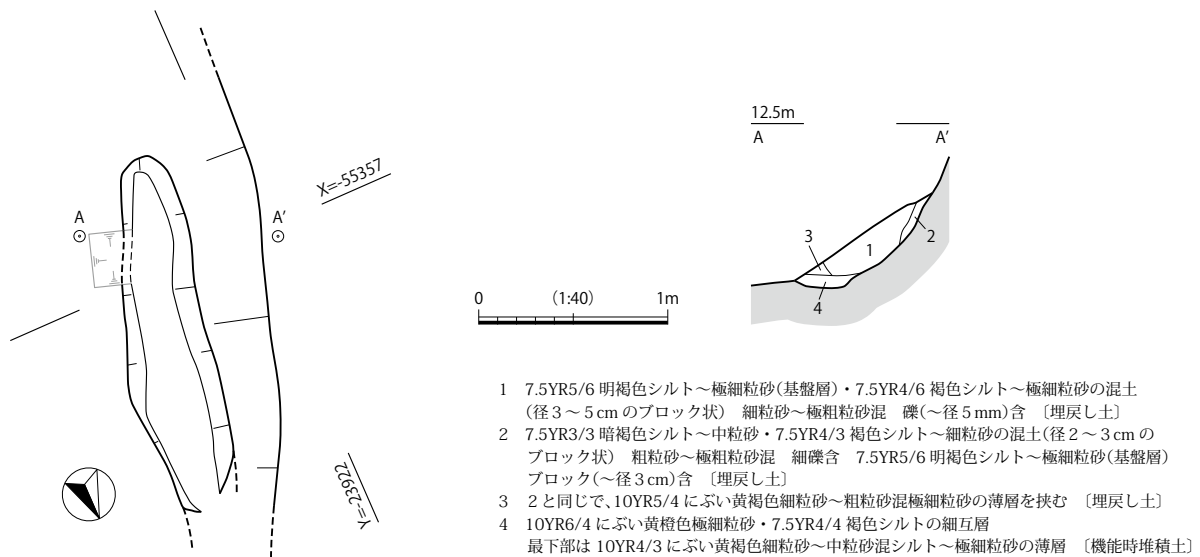 X=-55357
A
A'
Y=-23922
0 (1:40) 1m
12.5m
A A'
3
1
2
4
1 7.5YR5/6 明褐色シルト～極細粒砂(基盤層)・7.5YR4/6 褐色シルト～極細粒砂の混土
(径3～5cmのブロック状) 細粒砂～極粗粒砂混 礫(～径5mm)含 〔埋戻し土〕
2 7.5YR3/3 暗褐色シルト～中粒砂・7.5YR4/3 褐色シルト～細粒砂の混土(径2～3cmの
ブロック状) 粗粒砂～極粗粒砂混 細礫含 7.5YR5/6 明褐色シルト～極細粒砂(基盤層)
ブロック(～径3cm)含 〔埋戻し土〕
3 2と同じで、10YR5/4 にぶい黄褐色細粒砂～粗粒砂混極細粒砂の薄層を挟む 〔埋戻し土〕
4 10YR6/4 にぶい黄橙色極細粒砂・7.5YR4/4 褐色シルトの細互層
最下部は 10YR4/3 にぶい黄褐色細粒砂～中粒砂混シルト～極細粒砂の薄層 〔機能時堆積土〕